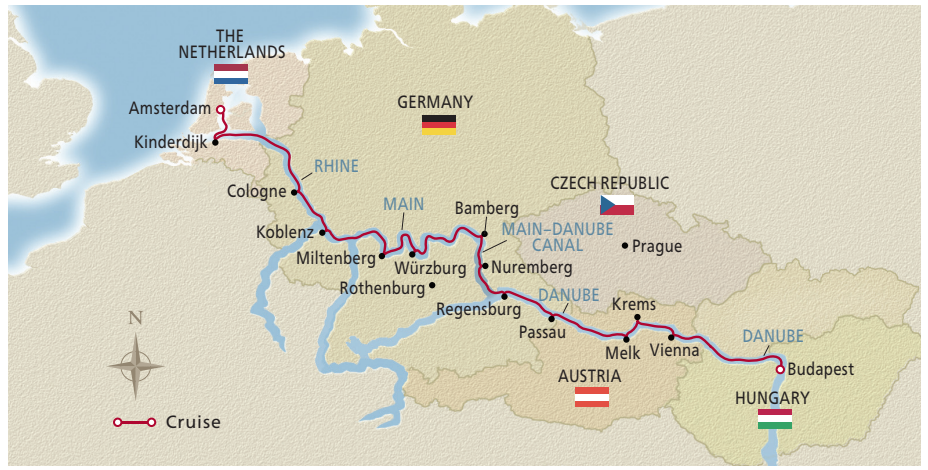 THE
NETHERLANDS
Amsterdam
Kinderdijk
GERMANY
RHINE
Cologne
CZECH REPUBLIC
MAIN
Bamberg
Koblenz
MAIN–DANUBE
CANAL
Prague
Miltenberg
Würzburg
Nuremberg
Rothenburg
Regensburg
DANUBE
Krems
Passau
Melk
Vienna
DANUBE
Budapest
AUSTRIA
HUNGARY
N
Cruise